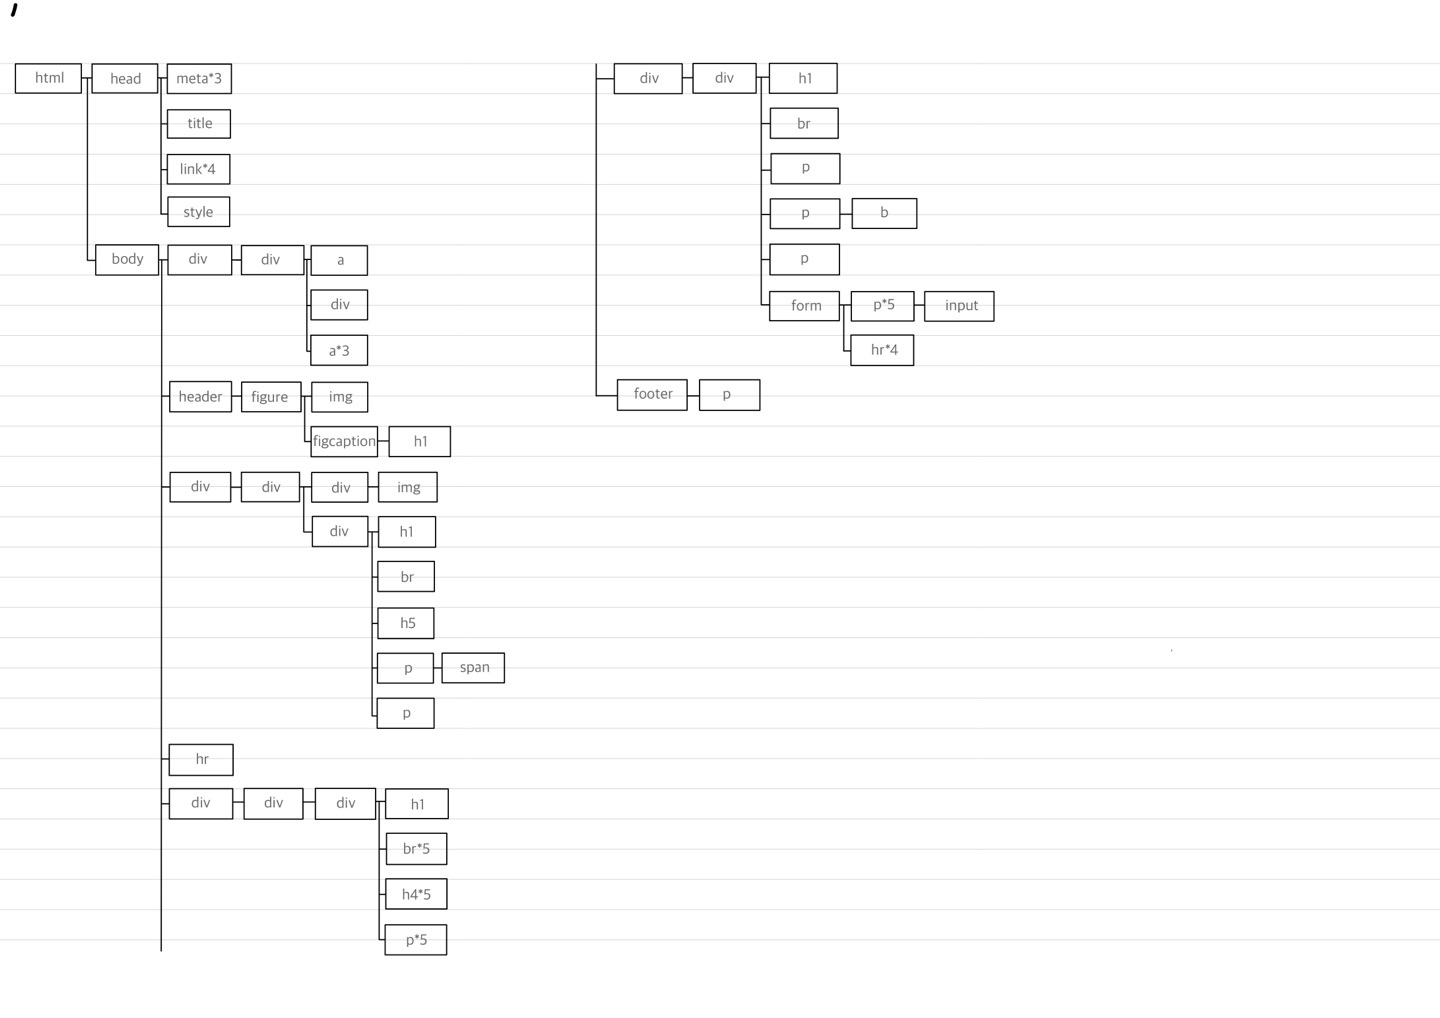 html head meta*3
title
link*4
style
body div div a
div
a*3
header figure img
figcaption h1
div div div img
div h1
br
h5
p span
p
hr
div div div h1
br*5
h4*5
p*5
div div h1
br
p
p b
p
form p*5 input
hr*4
footer p